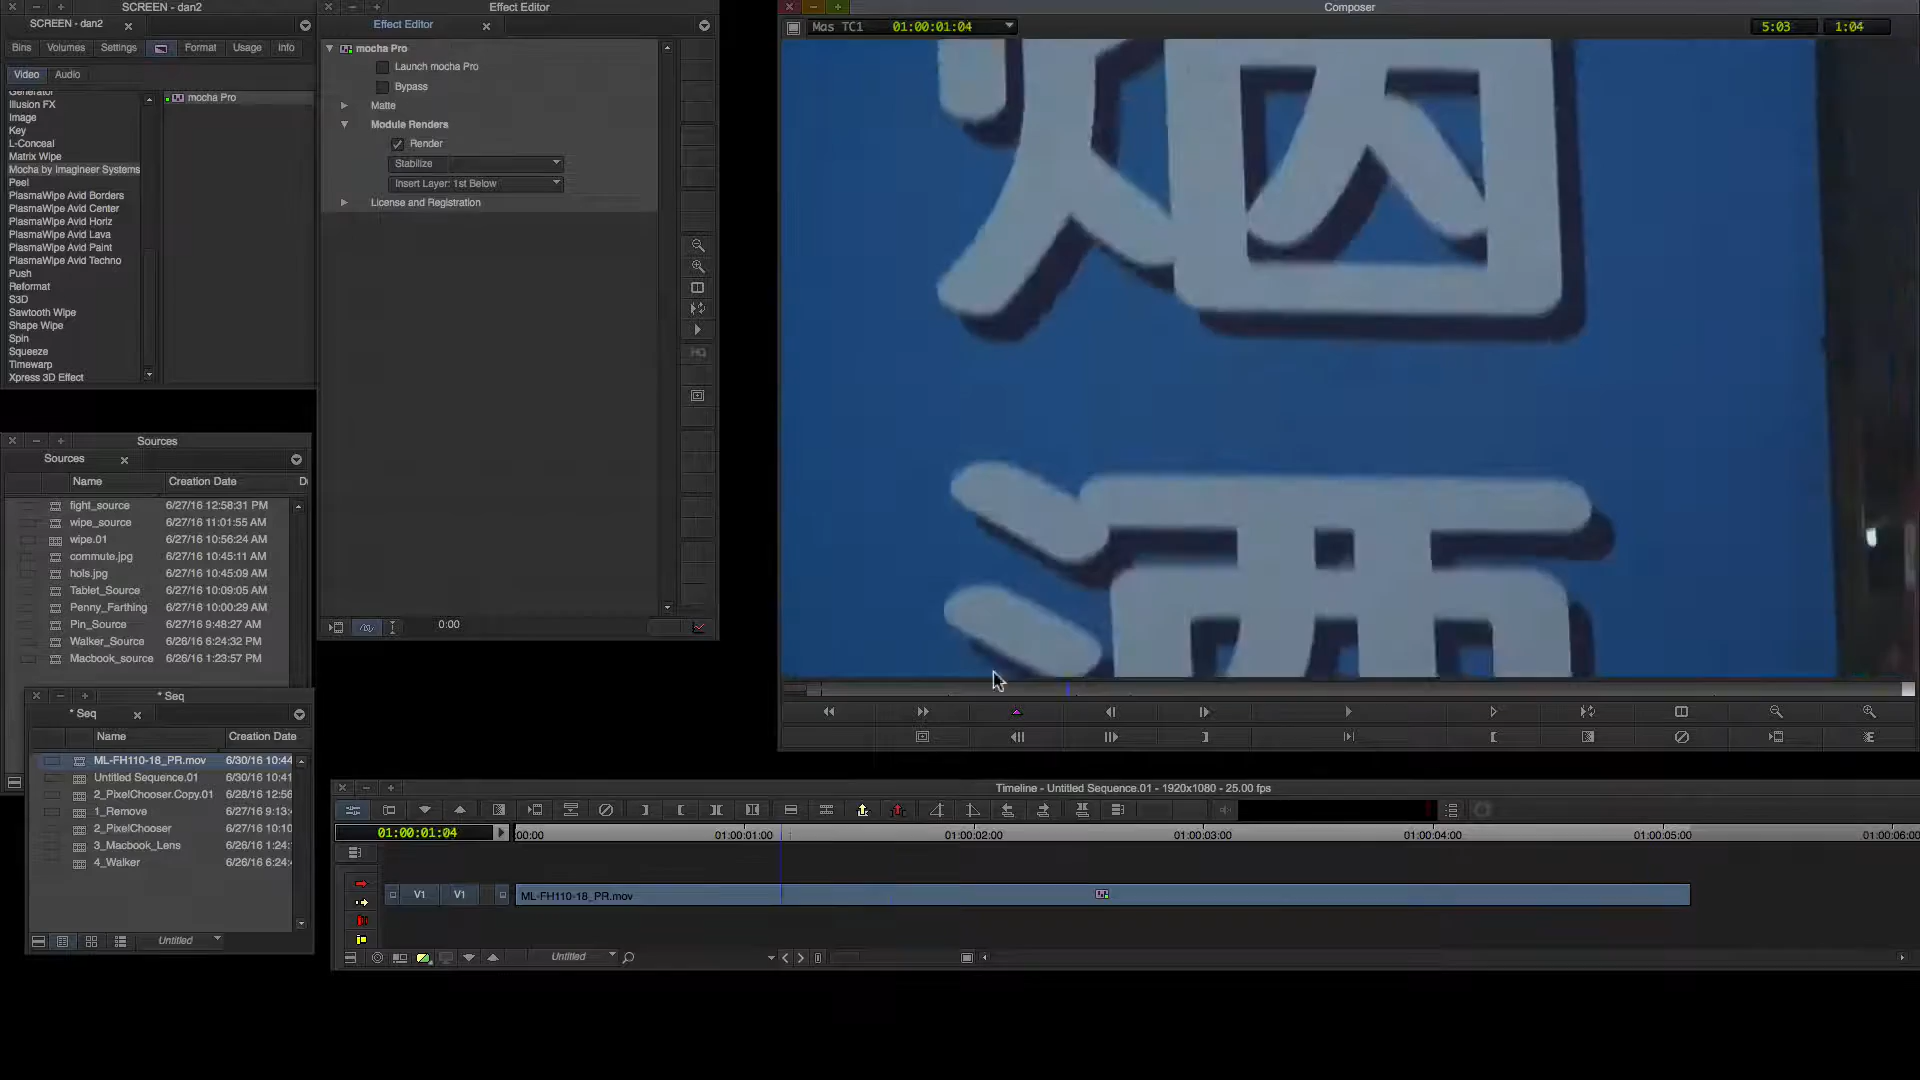 SCREEN - dan2
SCREEN - dan2
Bins Volumes Settings Format Usage Info
Video Audio
Generator
Illusion FX
Image
Key
L-Conceal
Matrix Wipe
Mocha by Imagineer Systems
Peel
PlasmaWipe Avid Borders
PlasmaWipe Avid Center
PlasmaWipe Avid Horiz
PlasmaWipe Avid Lava
PlasmaWipe Avid Paint
PlasmaWipe Avid Techno
Push
Reformat
S3D
Sawtooth Wipe
Shape Wipe
Spin
Squeeze
Timewarp
Xpress 3D Effect
mocha Pro
Effect Editor
Effect Editor
mocha Pro
Launch mocha Pro
Bypass
Matte
Module Renders
Render
Stabilize
Insert Layer: 1st Below
License and Registration
HQ
0:00
Composer
Mas TC1 01:00:01:04 5:03 1:04
烟
酒
Sources
Sources
Name Creation Date D
fight_source 6/27/16 12:58:31 PM
wipe_source 6/27/16 11:01:55 AM
wipe.01 6/27/16 10:56:24 AM
commute.jpg 6/27/16 10:45:11 AM
hols.jpg 6/27/16 10:45:09 AM
Tablet_Source 6/27/16 10:09:05 AM
Penny_Farthing 6/27/16 10:00:29 AM
Pin_Source 6/27/16 9:48:27 AM
Walker_Source 6/26/16 6:24:32 PM
Macbook_source 6/26/16 1:23:57 PM
* Seq
* Seq
Name Creation Date
ML-FH110-18_PR.mov 6/30/16 10:44
Untitled Sequence.01 6/30/16 10:41
2_PixelChooser.Copy.01 6/28/16 12:56
1_Remove 6/27/16 9:13:
2_PixelChooser 6/27/16 10:10
3_Macbook_Lens 6/26/16 1:24:
4_Walker 6/26/16 6:24:
Untitled
Timeline - Untitled Sequence.01 - 1920x1080 - 25.00 fps
01:00:01:04 00:00 01:00:01:00 01:00:02:00 01:00:03:00 01:00:04:00 01:00:05:00 01:00:06:00
V1 V1 ML-FH110-18_PR.mov
Untitled